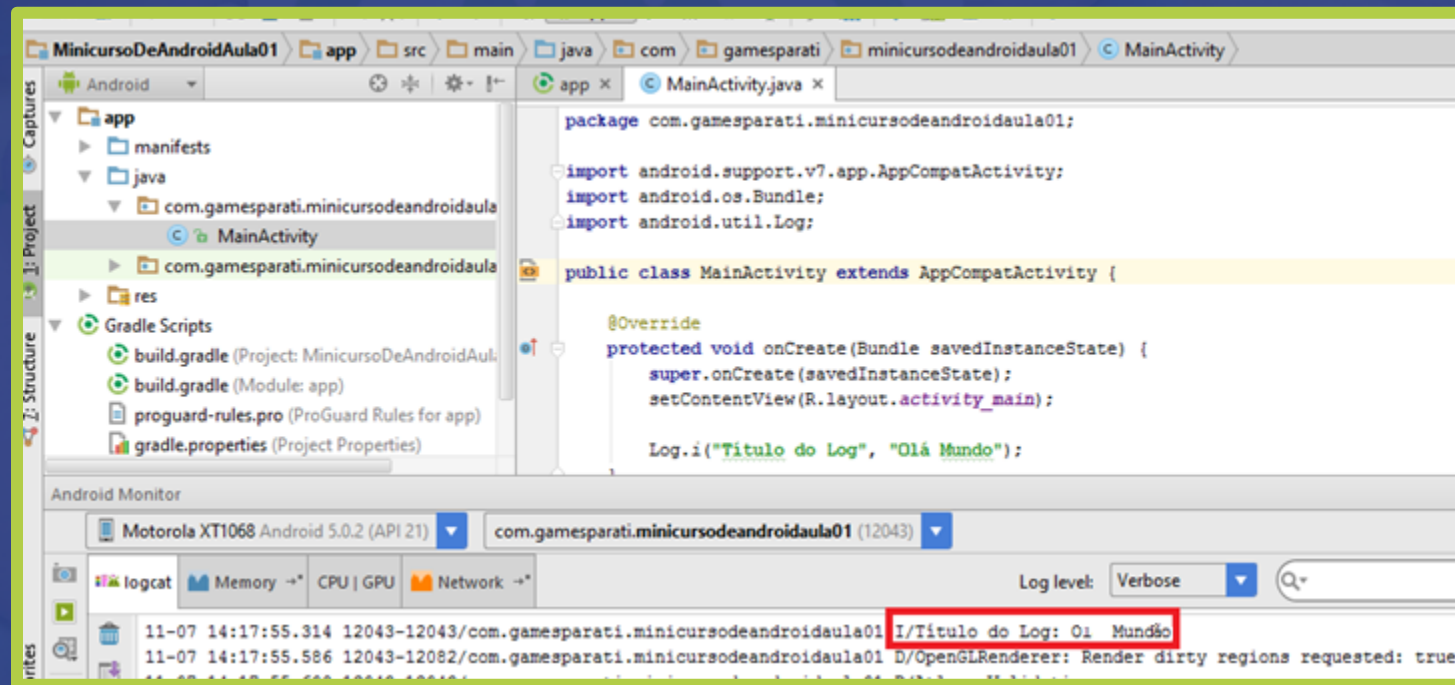 MinicursoDeAndroidAula01 app src main java com gamesparati minicursodeandroidaula01 MainActivity
Android
app MainActivity.java
Captures
1: Project
7: Structure
app
manifests
java
com.gamesparati.minicursodeandroidaula
MainActivity
com.gamesparati.minicursodeandroidaula
res
Gradle Scripts
build.gradle (Project: MinicursoDeAndroidAul
build.gradle (Module: app)
proguard-rules.pro (ProGuard Rules for app)
gradle.properties (Project Properties)
package com.gamesparati.minicursodeandroidaula01;
import android.support.v7.app.AppCompatActivity;
import android.os.Bundle;
import android.util.Log;
public class MainActivity extends AppCompatActivity {
@Override
protected void onCreate(Bundle savedInstanceState) {
super.onCreate(savedInstanceState);
setContentView(R.layout.activity_main);
Log.i("Título do Log", "Olá Mundo");
}
Android Monitor
Motorola XT1068 Android 5.0.2 (API 21) com.gamesparati.minicursodeandroidaula01 (12043)
logcat Memory CPU | GPU Network Log level: Verbose
11-07 14:17:55.314 12043-12043/com.gamesparati.minicursodeandroidaula01 I/Título do Log: Oi Mundão
11-07 14:17:55.586 12043-12082/com.gamesparati.minicursodeandroidaula01 D/OpenGLRenderer: Render dirty regions requested: true